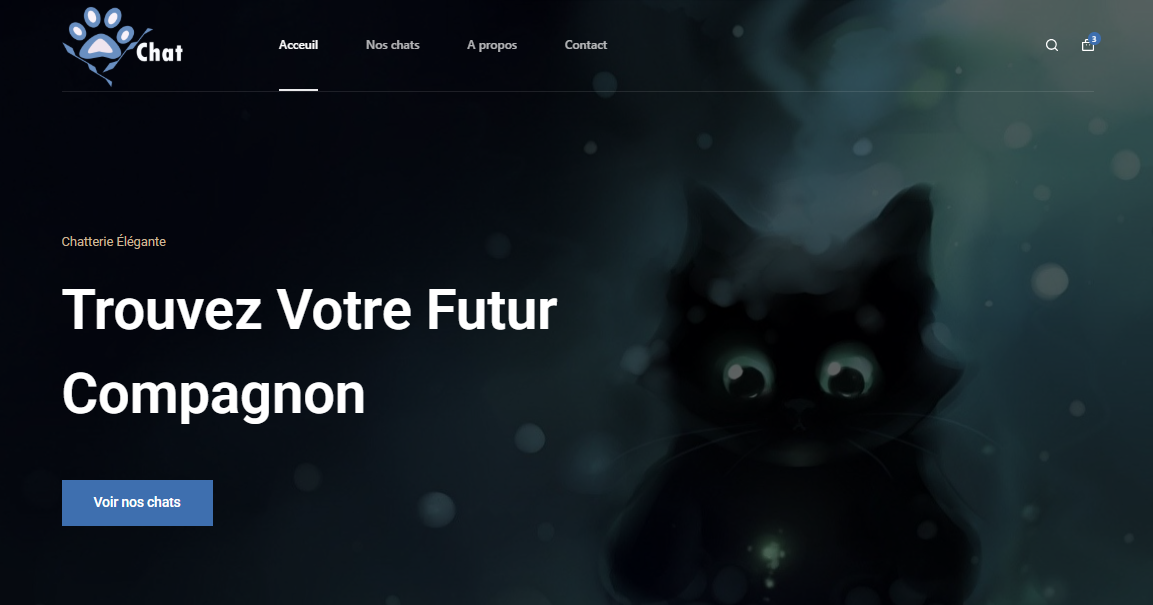 Chat
Acceuil
Nos chats
A propos
Contact
3
Chatterie Élégante
Trouvez Votre Futur
Compagnon
Voir nos chats